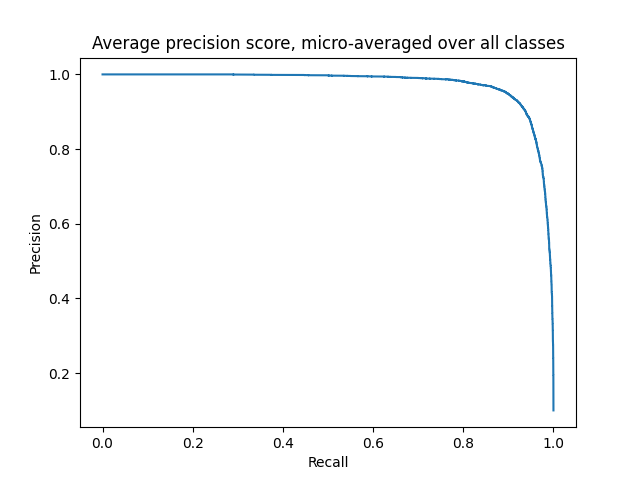 Average precision score, micro-averaged over all classes
1.0
0.8
0.6
0.4
0.2
Precision
0.0 0.2 0.4 0.6 0.8 1.0
Recall